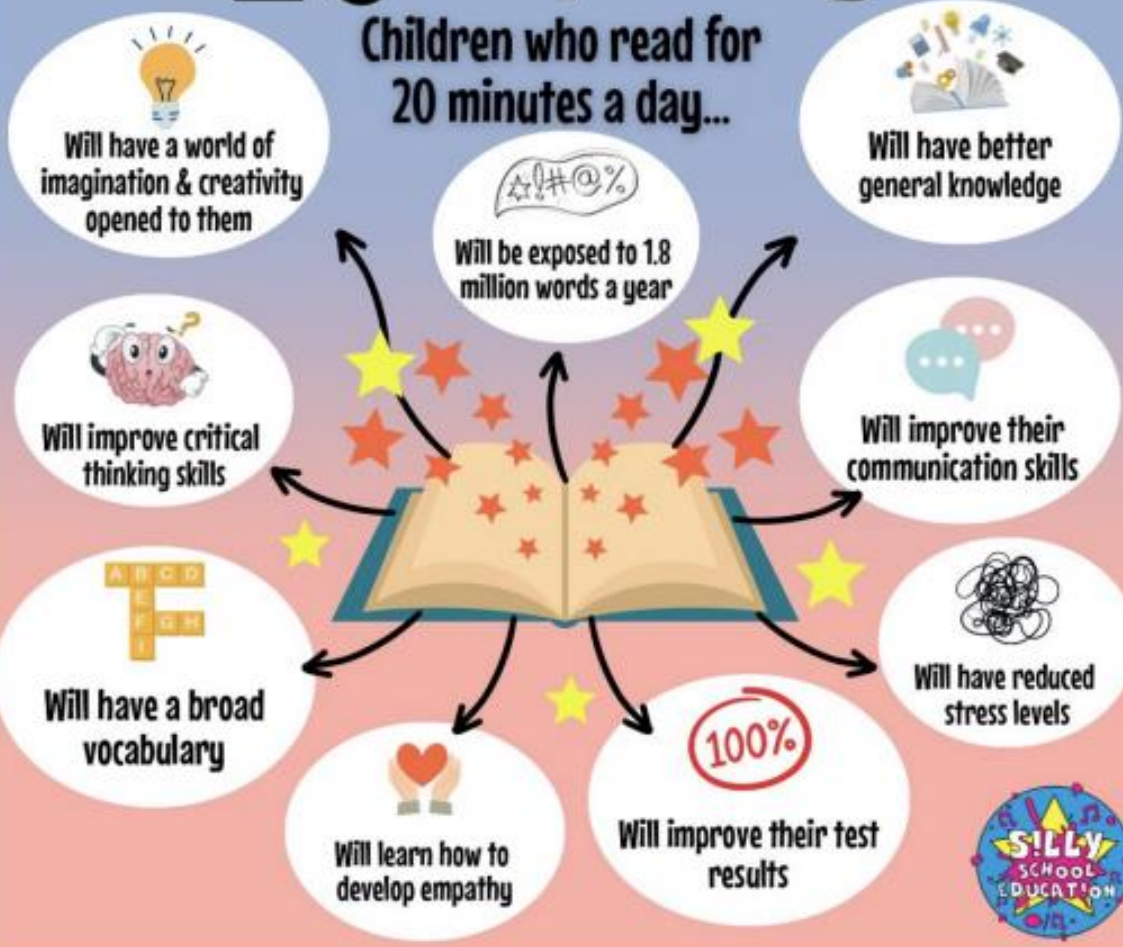 Children who read for
20 minutes a day...
Will have a world of
imagination & creativity
opened to them
☆!#@%
Will be exposed to 1.8
million words a year
Will have better
general knowledge
Will improve critical
thinking skills
Will improve their
communication skills
A B C D
E
F G H
I
Will have a broad
vocabulary
Will have reduced
stress levels
Will learn how to
develop empathy
100%
Will improve their test
results
S!LLY
SCHOOL
EDUCAT!ON